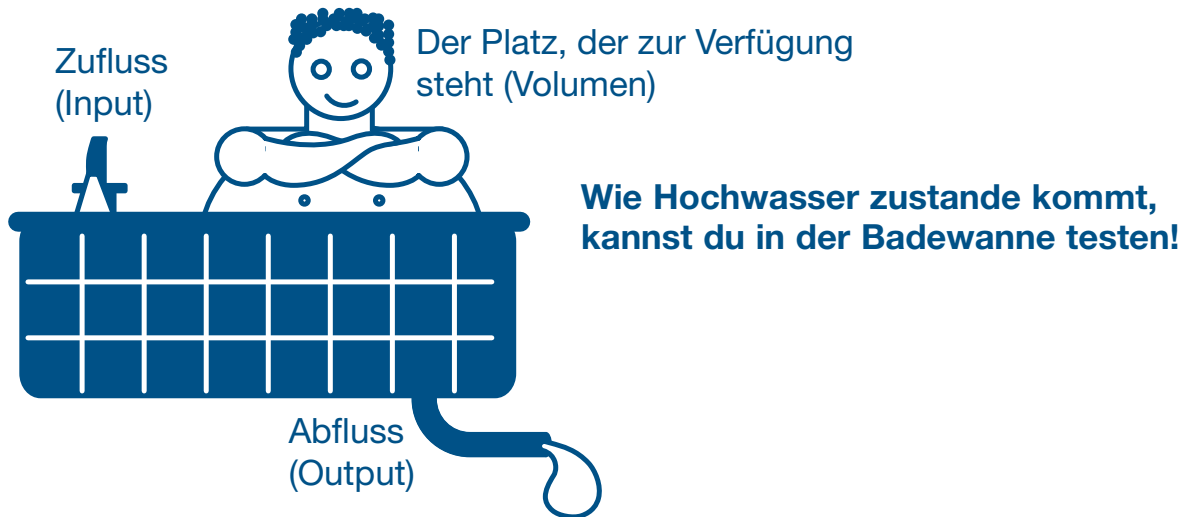 Zufluss
(Input)
Der Platz, der zur Verfügung
steht (Volumen)
Wie Hochwasser zustande kommt,
kannst du in der Badewanne testen!
Abfluss
(Output)